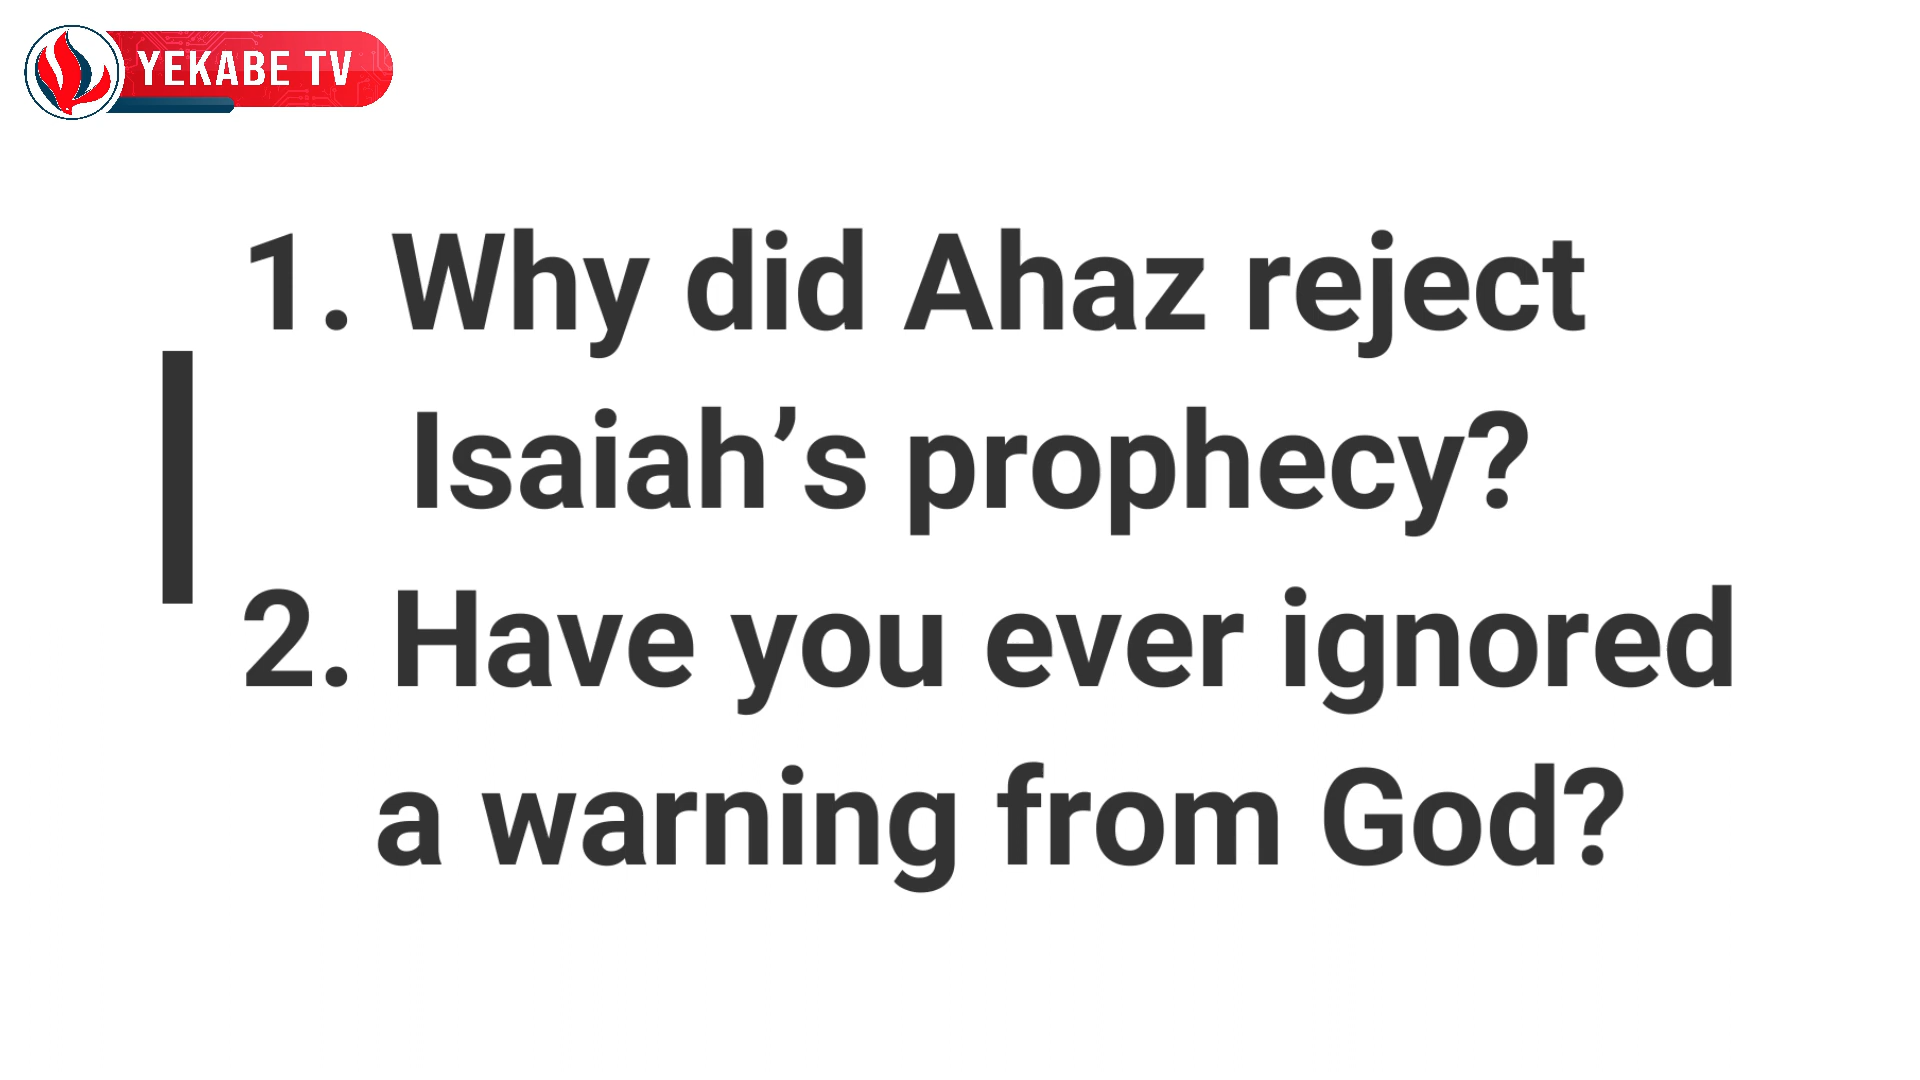 YEKABE TV
1. Why did Ahaz reject
Isaiah’s prophecy?
2. Have you ever ignored
a warning from God?